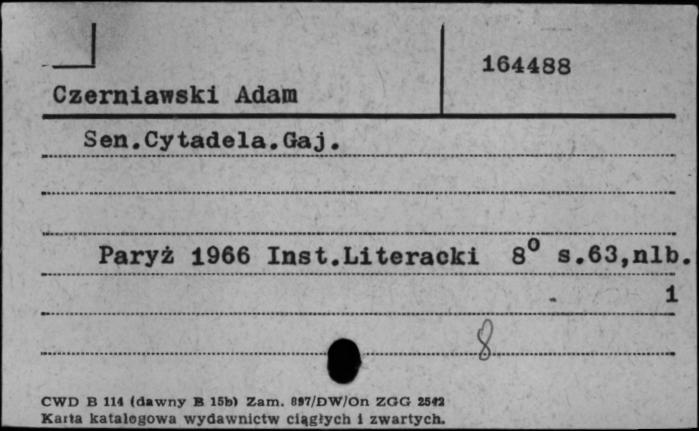 164488
Czerniawski Adam
Sen.Cytadela.Gaj.
Paryż 1966 Inst.Literacki 8⁰ s.63,nlb.
1
8
CWD B 114 (dawny B 15b) Zam. 897/DW/On ZGG 2542
Karta katalogowa wydawnictw ciągłych i zwartych.